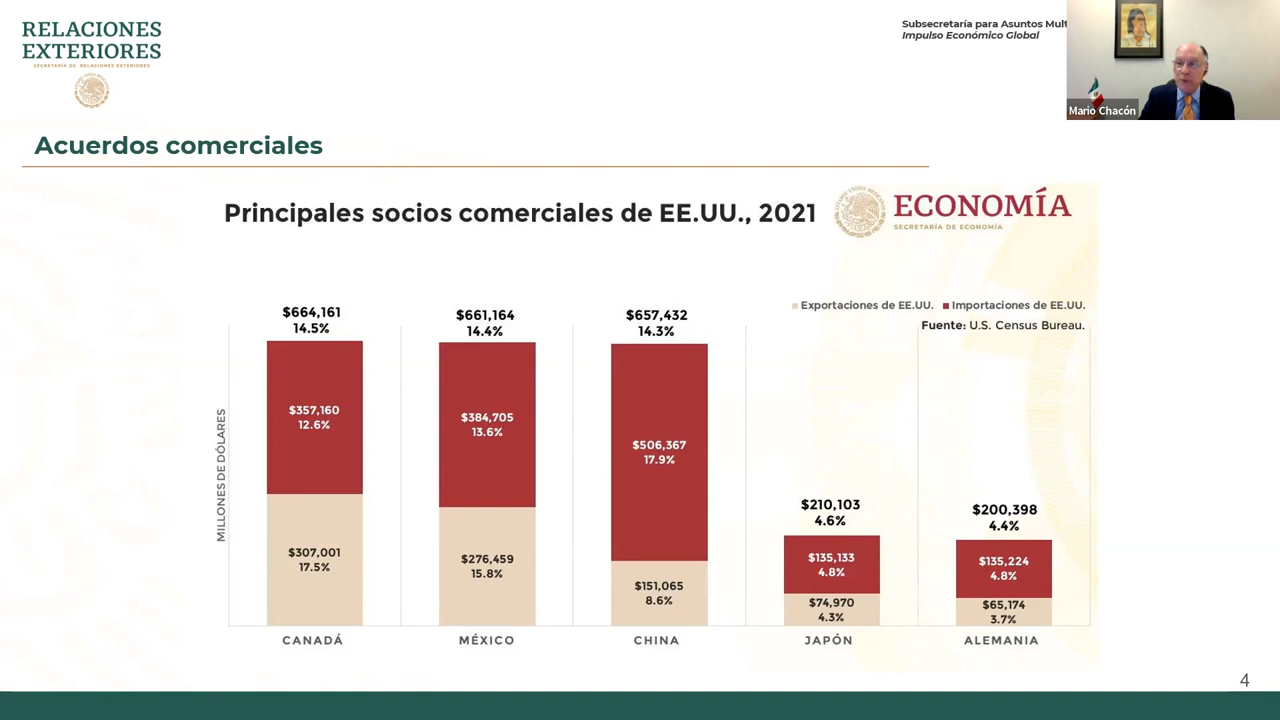 RELACIONES
EXTERIORES
SECRETARÍA DE RELACIONES EXTERIORES
Subsecretaría para Asuntos
Impulso Económico Global
Mario Chacón
Acuerdos comerciales
Principales socios comerciales de EE.UU., 2021
ECONOMÍA
SECRETARÍA DE ECONOMÍA
Exportaciones de EE.UU. Importaciones de EE.UU.
Fuente: U.S. Census Bureau.
MILLONES DE DÓLARES
$664,161
14.5%
$357,160
12.6%
$307,001
17.5%
CANADÁ
$661,164
14.4%
$384,705
13.6%
$276,459
15.8%
MÉXICO
$657,432
14.3%
$506,367
17.9%
$151,065
8.6%
CHINA
$210,103
4.6%
$135,133
4.8%
$74,970
4.3%
JAPÓN
$200,398
4.4%
$135,224
4.8%
$65,174
3.7%
ALEMANIA
4